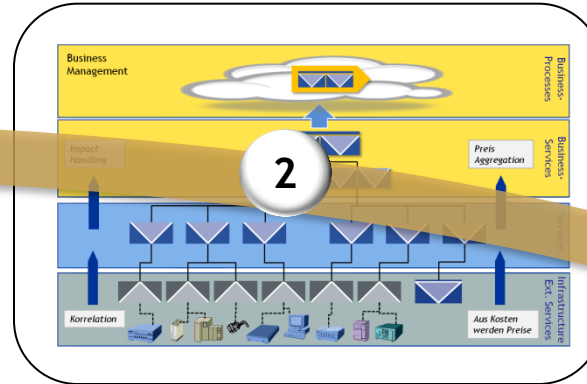 Business
Management
Business-
Processes
Impact
Handling
Preis
Aggregation
Business-
Services
2
Services
Korrelation
Aus Kosten
werden Preise
Infrastructure
Ext. Services